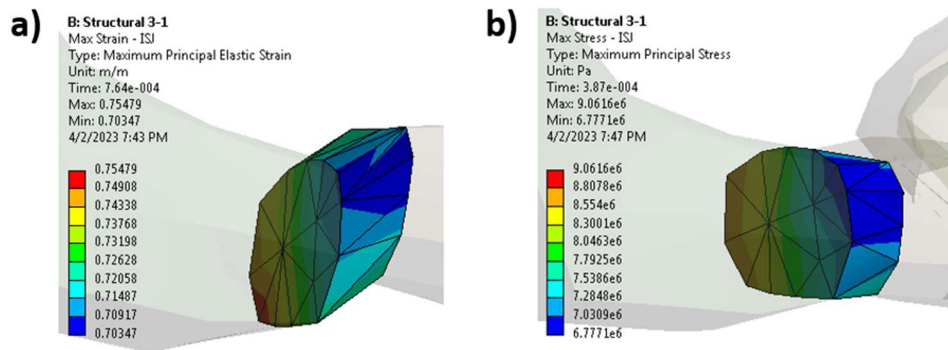 a)
B: Structural 3-1
Max Strain - ISJ
Type: Maximum Principal Elastic Strain
Unit: m/m
Time: 7.64e-004
Max: 0.75479
Min: 0.70347
4/2/2023 7:43 PM
0.75479
0.74908
0.74338
0.73768
0.73198
0.72628
0.72058
0.71487
0.70917
0.70347
b)
B: Structural 3-1
Max Stress - ISJ
Type: Maximum Principal Stress
Unit: Pa
Time: 3.87e-004
Max: 9.0616e6
Min: 6.7771e6
4/2/2023 7:47 PM
9.0616e6
8.8078e6
8.554e6
8.3001e6
8.0463e6
7.7925e6
7.5386e6
7.2848e6
7.0309e6
6.7771e6